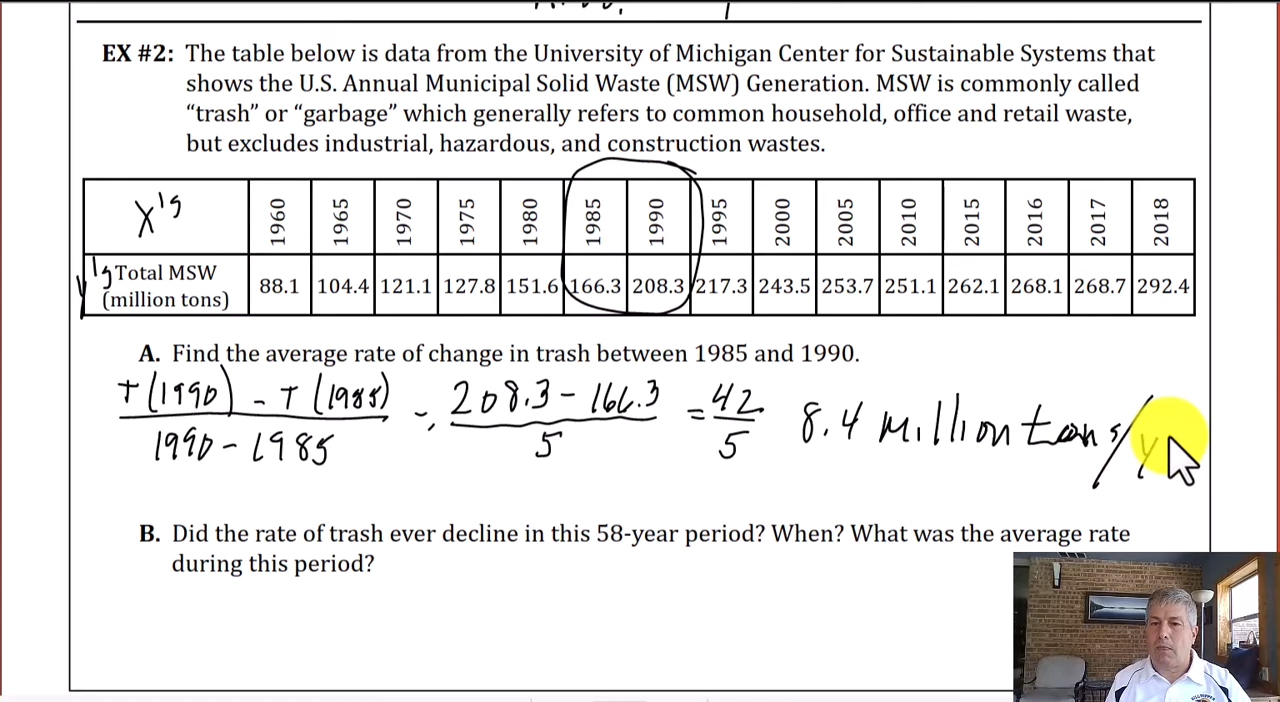 EX #2: The table below is data from the University of Michigan Center for Sustainable Systems that
shows the U.S. Annual Municipal Solid Waste (MSW) Generation. MSW is commonly called
“trash” or “garbage” which generally refers to common household, office and retail waste,
but excludes industrial, hazardous, and construction wastes.
X's 1960 1965 1970 1975 1980 1985 1990 1995 2000 2005 2010 2015 2016 2017 2018
y's Total MSW
(million tons) 88.1 104.4 121.1 127.8 151.6 166.3 208.3 217.3 243.5 253.7 251.1 262.1 268.1 268.7 292.4
A. Find the average rate of change in trash between 1985 and 1990.
T(1990) - T(1985)
1990 - 1985
= 208.3 - 166.3
5
= 42
5
8.4 million tons/y
B. Did the rate of trash ever decline in this 58-year period? When? What was the average rate
during this period?